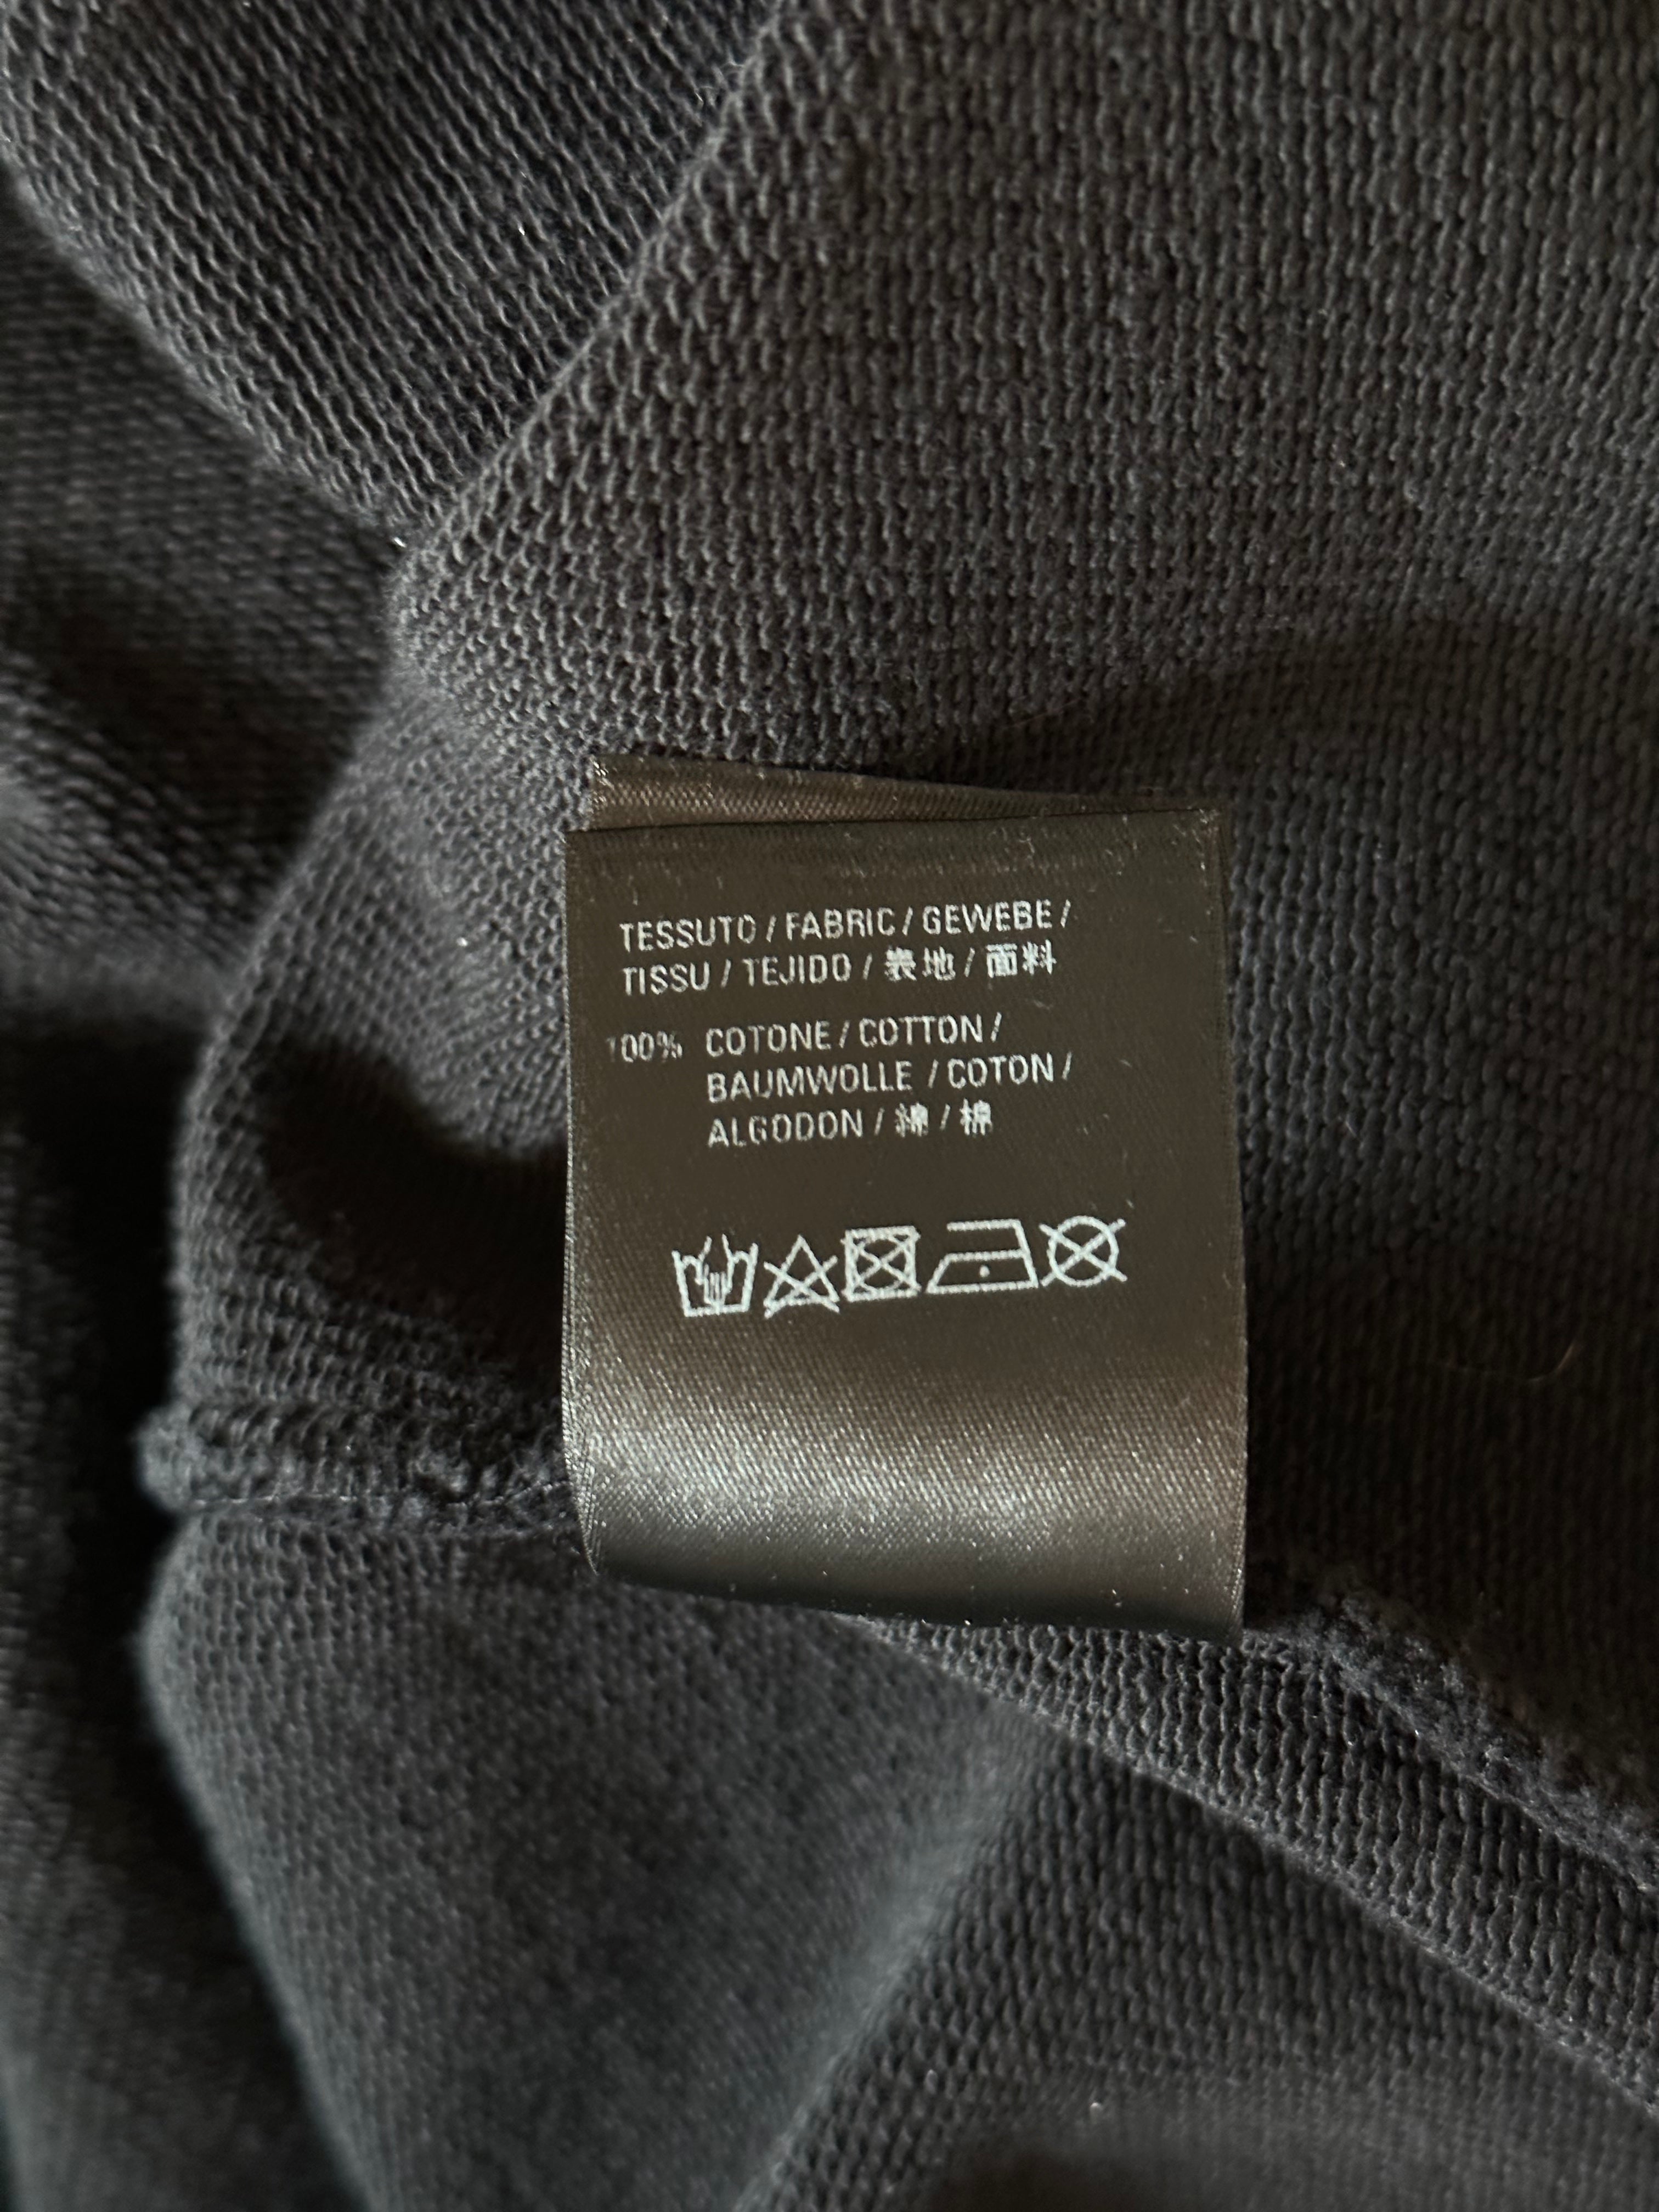 TESSUTO / FABRIC / GEWEBE /
TISSU / TEJIDO / 表地 / 面料
100% COTONE / COTTON /
BAUMWOLLE / COTON /
ALGODON / 綿 / 棉